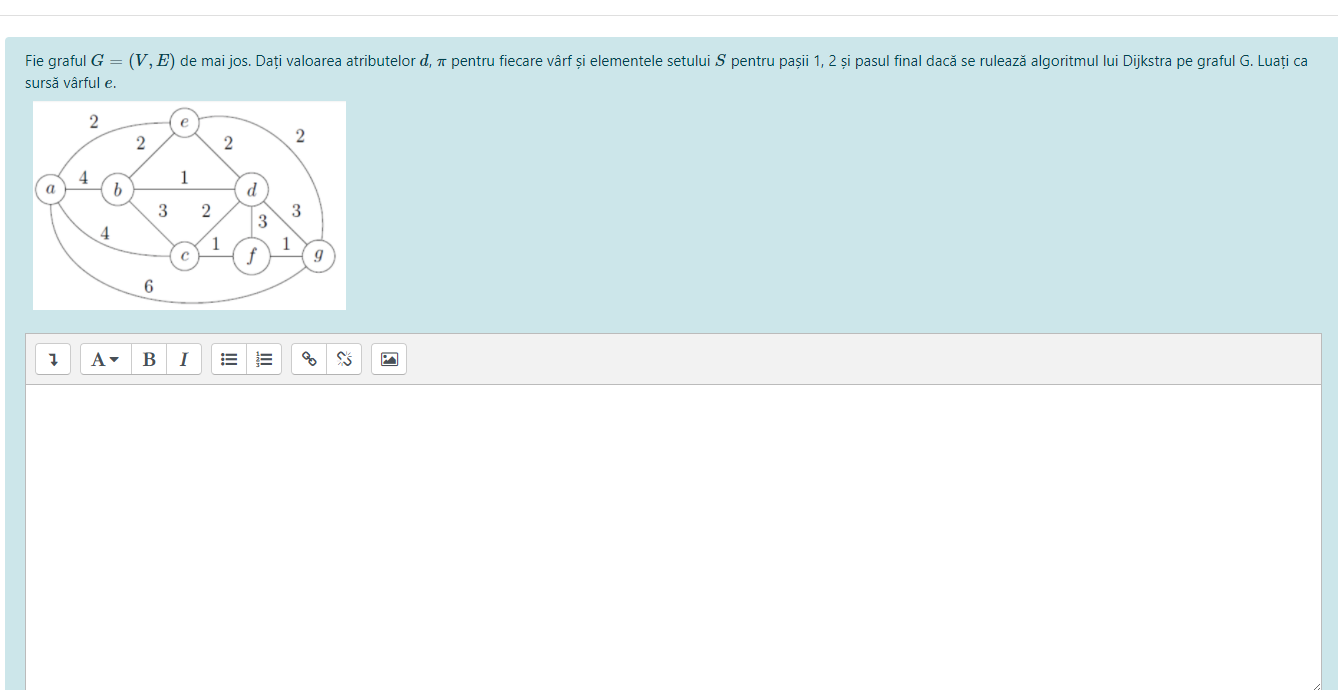 Fie graful G = (V, E) de mai jos. Dați valoarea atributelor d, π pentru fiecare vârf și elementele setului S pentru pașii 1, 2 și pasul final dacă se rulează algoritmul lui Dijkstra pe graful G. Luați ca
sursă vârful e.
2 e 2
2 2
a 4 b 1 d
3 2 3 3
4 c 1 f 1 g
6
A B I